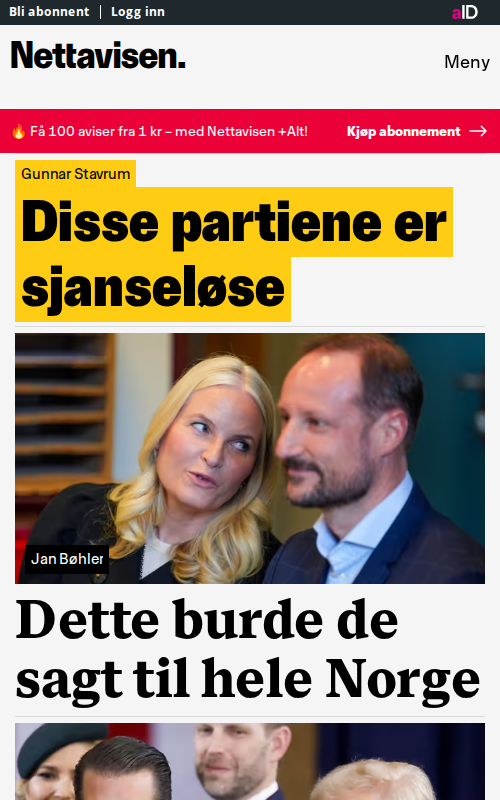 Bli abonnent | Logg inn
aID
Nettavisen.
Meny
🔥 Få 100 aviser fra 1 kr – med Nettavisen +Alt!
Kjøp abonnement →
Gunnar Stavrum
Disse partiene er
sjanseløse
Jan Bøhler
Dette burde de
sagt til hele Norge